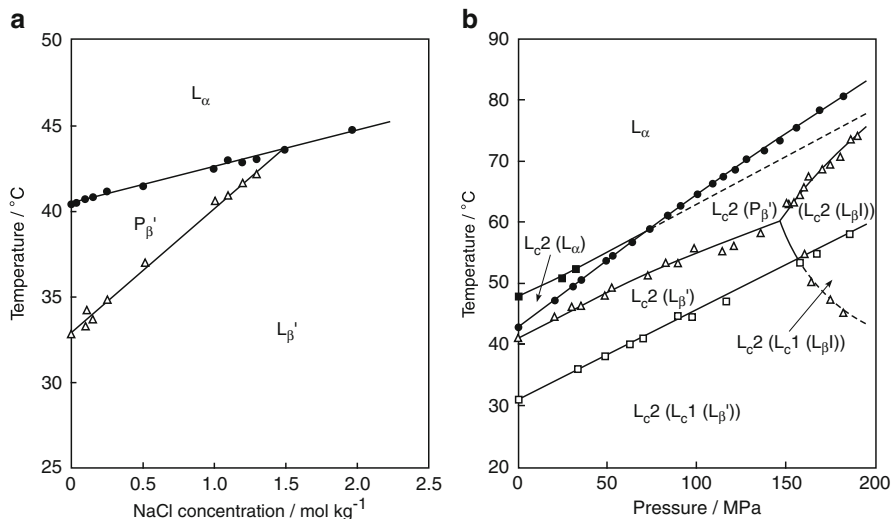 a
50
45
40
35
30
25
Temperature / °C
Lα
Pβ'
Lβ'
0
0.5
1.0
1.5
2.0
2.5
NaCl concentration / mol kg-1
b
90
80
70
60
50
40
30
20
Temperature / °C
Lα
Lc2 (Pβ')
(Lc2 (LβI))
Lc2 (Lα)
Lc2 (Lβ')
Lc2 (Lc1 (LβI))
Lc2 (Lc1 (Lβ'))
0
50
100
150
200
Pressure / MPa